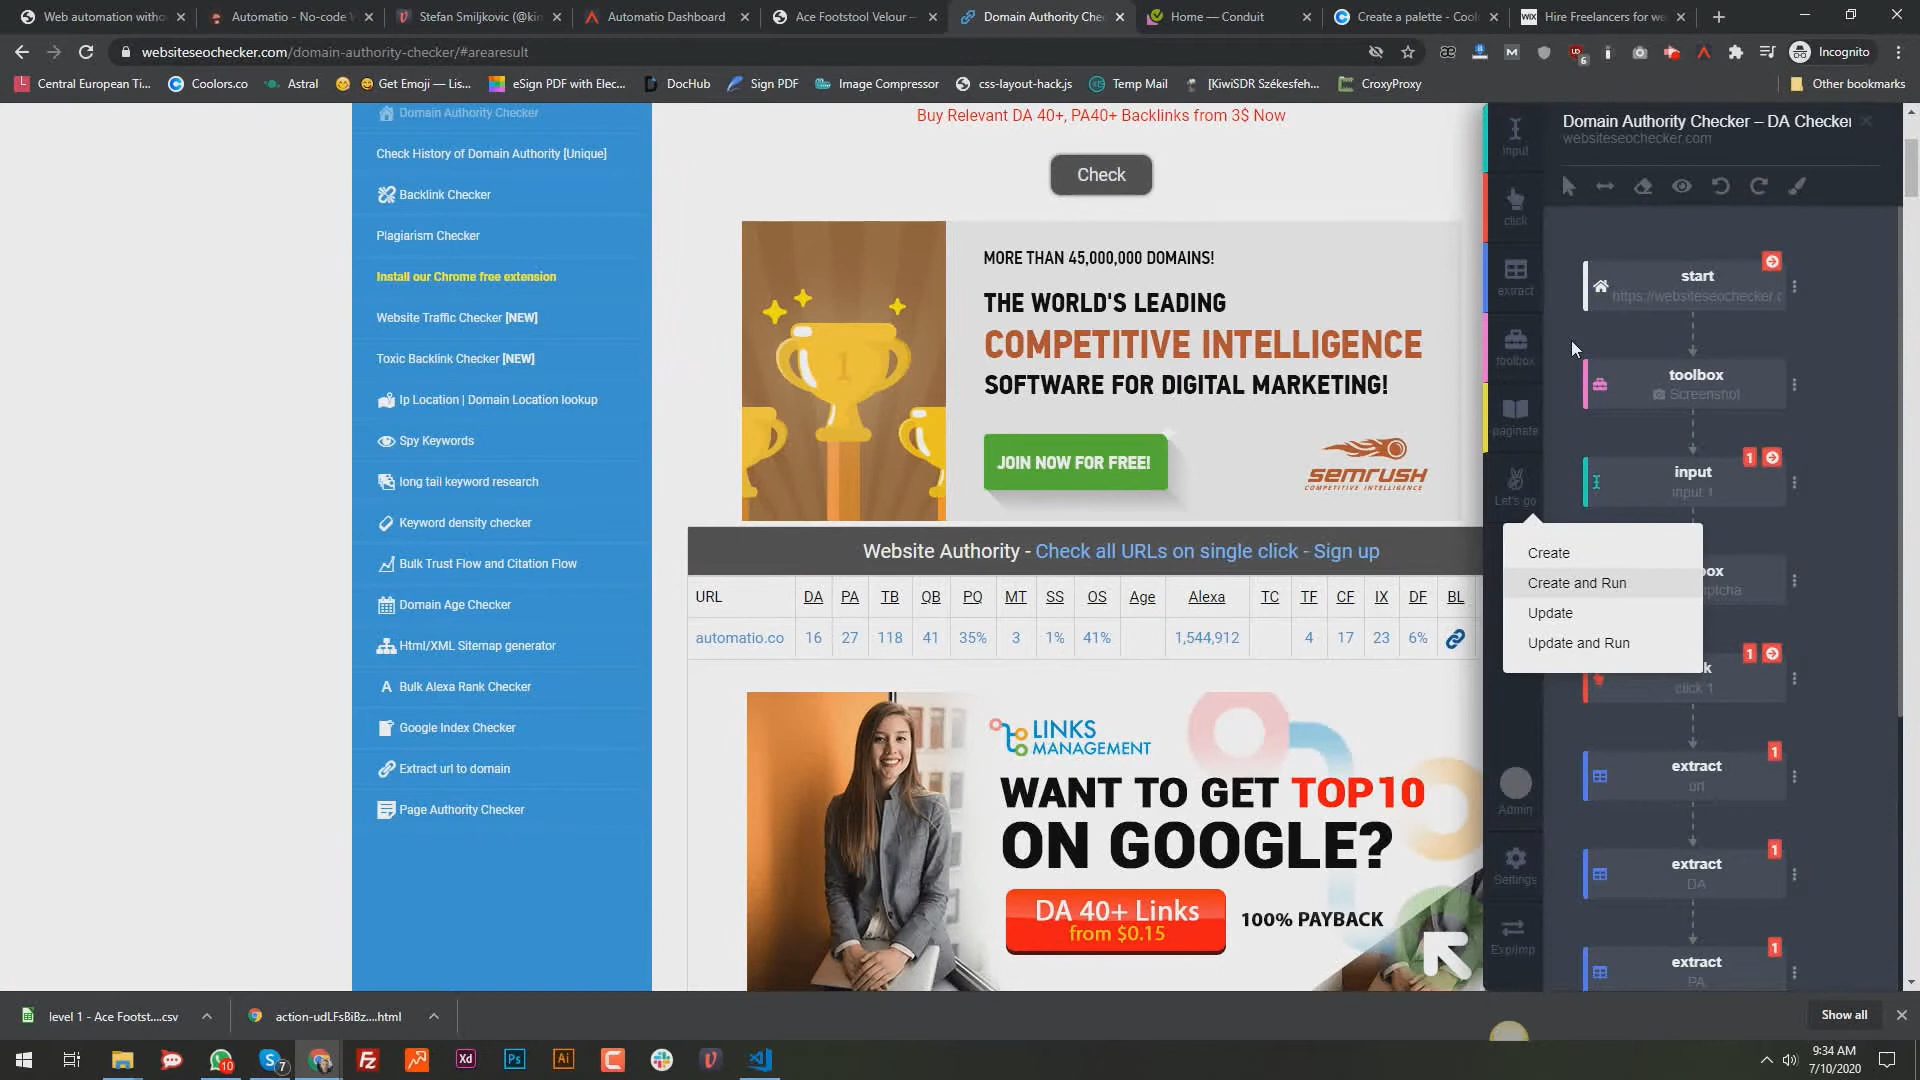 Web automation witho
Automatio - No-code
Stefan Smiljkovic (@kin
Automatio Dashboard
Ace Footstool Velour –
Domain Authority Che
Home — Conduit
Create a palette - Cool
Hire Freelancers for we
websiteseochecker.com/domain-authority-checker/#arearesult
Incognito
Central European Ti...
Coolors.co
Astral
Get Emoji — Lis...
eSign PDF with Elec...
DocHub
Sign PDF
Image Compressor
css-layout-hack.js
Temp Mail
[KiwiSDR Székesfeh...
CroxyProxy
Other bookmarks
Domain Authority Checker
Check History of Domain Authority [Unique]
Backlink Checker
Plagiarism Checker
Install our Chrome free extension
Website Traffic Checker [NEW]
Toxic Backlink Checker [NEW]
Ip Location | Domain Location lookup
Spy Keywords
long tail keyword research
Keyword density checker
Bulk Trust Flow and Citation Flow
Domain Age Checker
Html/XML Sitemap generator
Bulk Alexa Rank Checker
Google Index Checker
Extract url to domain
Page Authority Checker
Buy Relevant DA 40+, PA40+ Backlinks from 3$ Now
Check
MORE THAN 45,000,000 DOMAINS!
THE WORLD'S LEADING
COMPETITIVE INTELLIGENCE
SOFTWARE FOR DIGITAL MARKETING!
JOIN NOW FOR FREE!
SEMRUSH
COMPETITIVE INTELLIGENCE
Website Authority - Check all URLs on single click - Sign up
URL DA PA TB QB PQ MT SS OS Age Alexa TC TF CF IX DF BL
automatio.co 16 27 118 41 35% 3 1% 41% 1,544,912 4 17 23 6%
LINKS
MANAGEMENT
WANT TO GET TOP10
ON GOOGLE?
DA 40+ Links
from $0.15
100% PAYBACK
Domain Authority Checker – DA Checker
websiteseochecker.com
input
click
extract
toolbox
paginate
Let's go
Create
Create and Run
Update
Update and Run
Admin
Settings
Exp/Imp
start
https://websiteseochecker.c
toolbox
Screenshot
1
input
input 1
box
ptcha
1
k
click 1
1
extract
url
1
extract
DA
1
extract
PA
level 1 - Ace Footst....csv
action-udLFsBiBz....html
Show all
10
7
Xd
Ps
Ai
9:34 AM
7/10/2020